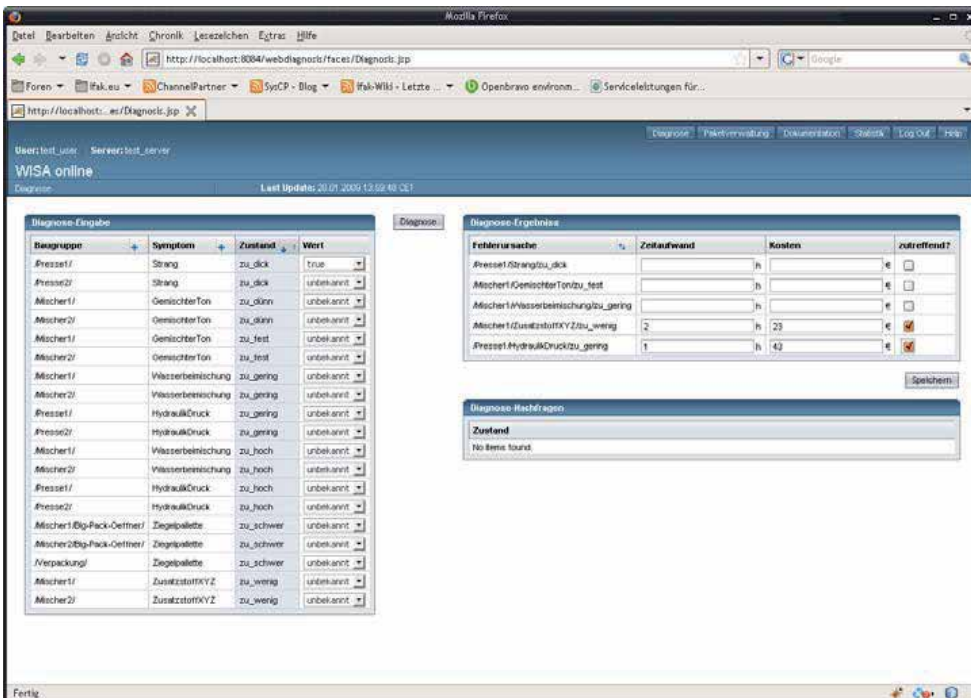 Mozilla Firefox
Datei Bearbeiten Ansicht Chronik Lesezeichen Extras Hilfe
http://localhost:8084/webdiagnosis/faces/Diagnosis.jsp Google
Foren ifak.eu ChannelPartner SysCP - Blog ifak-Wiki - Letzte ... Openbravo environm... Serviceleistungen für...
http://localhost:...es/Diagnosis.jsp
Diagnose Paketverwaltung Dokumentation Statistik Log Out Help
User: test_user Server: test_server
WISA online
Diagnose Last Update: 28.01.2009 13:59:48 CET
Diagnose-Eingabe Diagnose Diagnose-Ergebnisse
Baugruppe Symptom Zustand Wert
/Presse1/ Strang zu_dick true
/Presse2/ Strang zu_dick unbekannt
/Mischer1/ GemischterTon zu_dünn unbekannt
/Mischer2/ GemischterTon zu_dünn unbekannt
/Mischer1/ GemischterTon zu_fest unbekannt
/Mischer2/ GemischterTon zu_fest unbekannt
/Mischer1/ Wasserbeimischung zu_gering unbekannt
/Mischer2/ Wasserbeimischung zu_gering unbekannt
/Presse1/ HydraulikDruck zu_gering unbekannt
/Presse2/ HydraulikDruck zu_gering unbekannt
/Mischer1/ Wasserbeimischung zu_hoch unbekannt
/Mischer2/ Wasserbeimischung zu_hoch unbekannt
/Presse1/ HydraulikDruck zu_hoch unbekannt
/Presse2/ HydraulikDruck zu_hoch unbekannt
/Mischer1/Big-Pack-Oeffner/ Ziegelpalette zu_schwer unbekannt
/Mischer2/Big-Pack-Oeffner/ Ziegelpalette zu_schwer unbekannt
/Verpackung/ Ziegelpalette zu_schwer unbekannt
/Mischer1/ ZusatzstoffXYZ zu_wenig unbekannt
/Mischer2/ ZusatzstoffXYZ zu_wenig unbekannt
Fehlerursache Zeitaufwand Kosten zutreffend?
/Presse1/Strang/zu_dick h €
/Mischer1/GemischterTon/zu_fest h €
/Mischer1/Wasserbeimischung/zu_gering h €
/Mischer1/ZusatzstoffXYZ/zu_wenig 2 h 23 €
/Presse1/HydraulikDruck/zu_gering 1 h 42 €
Speichern
Diagnose-Nachfragen
Zustand
No items found.
Fertig